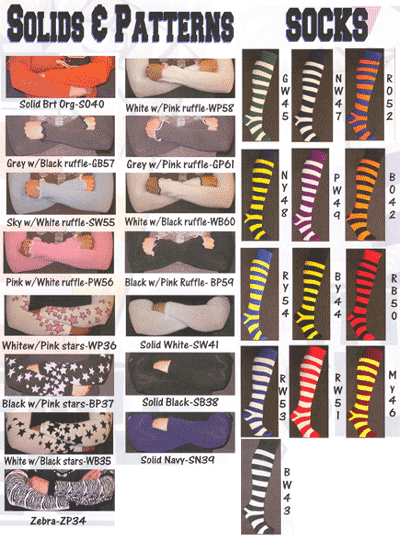 SOLIDS & PATTERNS
SOCKS
Solid Brt Org-SO40
White w/Pink ruffle-WP58
Grey w/Black ruffle-GB57
Grey w/Pink ruffle-GP61
Sky w/White ruffle-SW55
White w/Black ruffle-WB60
Pink w/White ruffle-PW56
Black w/Pink Ruffle- BP59
Whitew/Pink stars-WP36
Solid White-SW41
Black w/Pink stars-BP37
Solid Black-SB38
White w/Black stars-WB35
Solid Navy-SN39
Zebra-ZP34
GW45
NW47
RO52
NY48
PW49
BO42
RY54
BY44
RB50
RW53
RW51
MY46
BW43